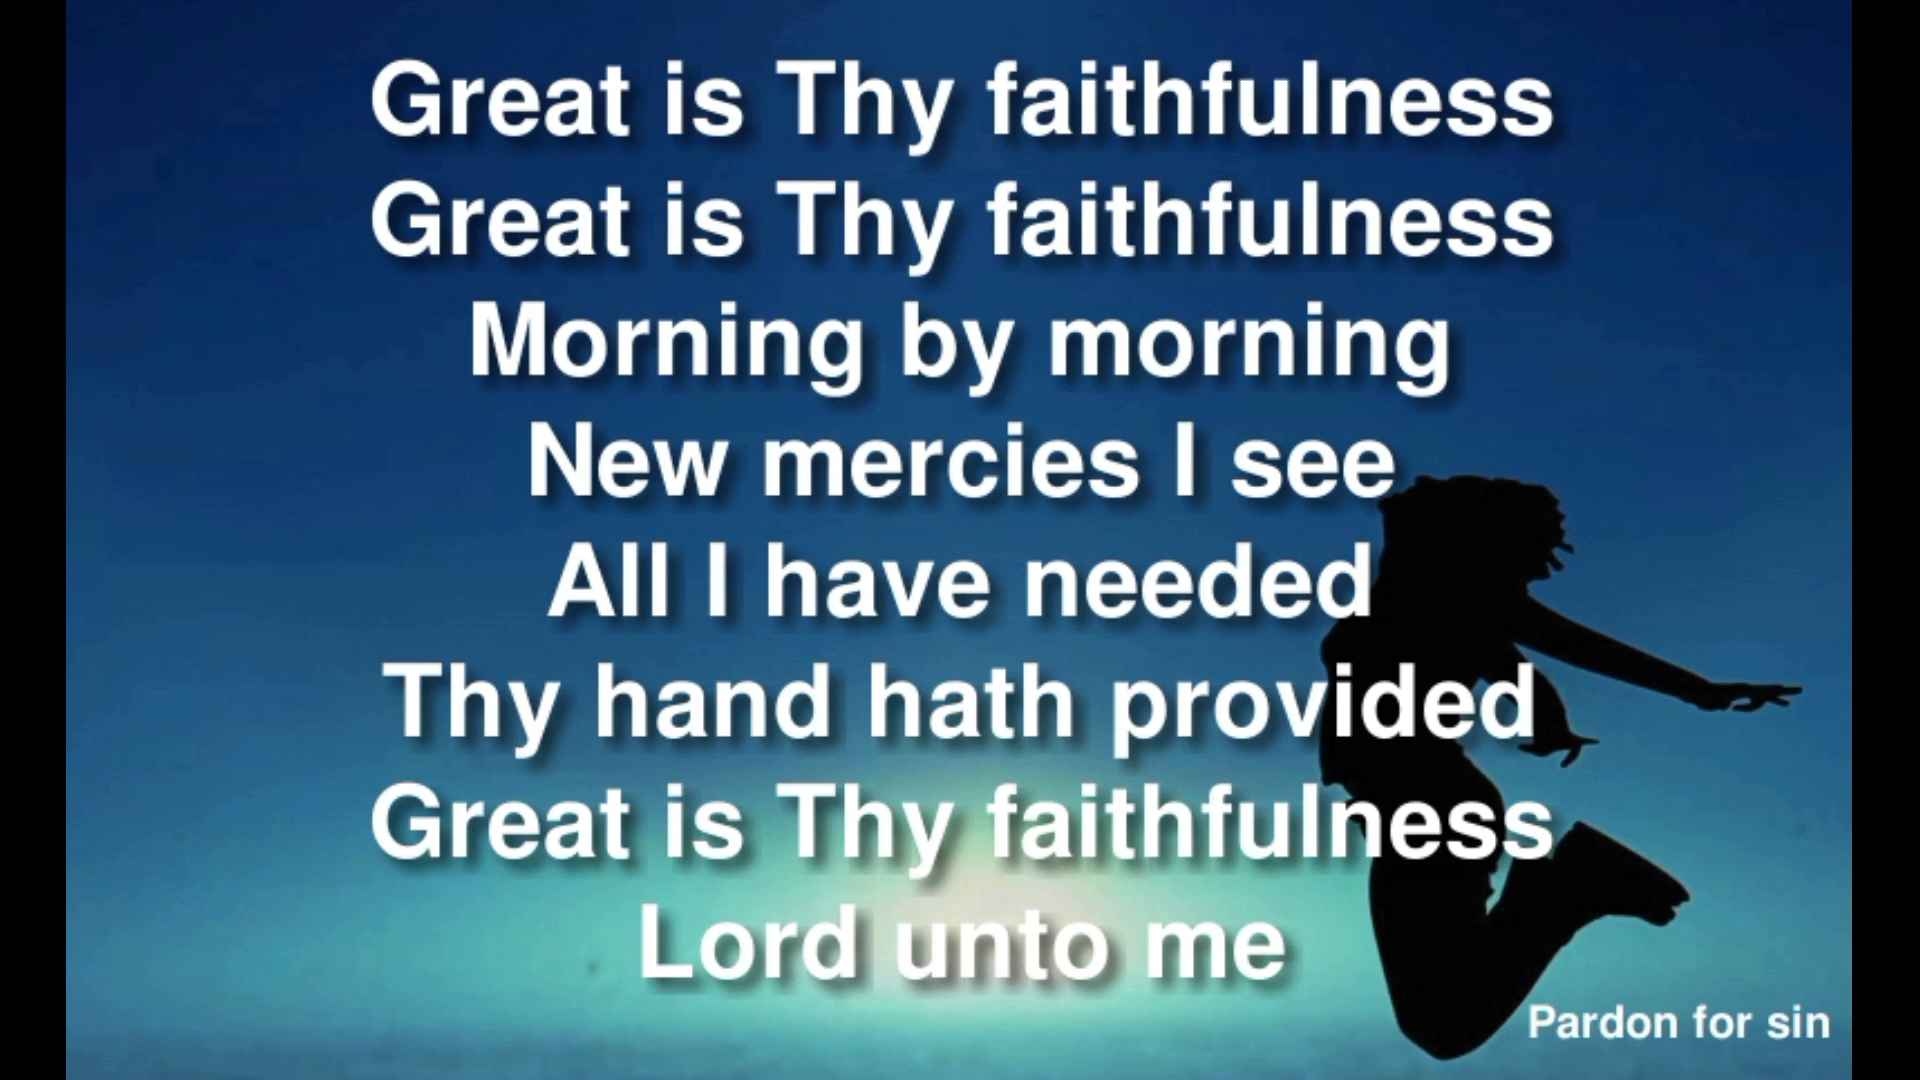 Great is Thy faithfulness
Great is Thy faithfulness
Morning by morning
New mercies I see
All I have needed
Thy hand hath provided
Great is Thy faithfulness
Lord unto me
Pardon for sin